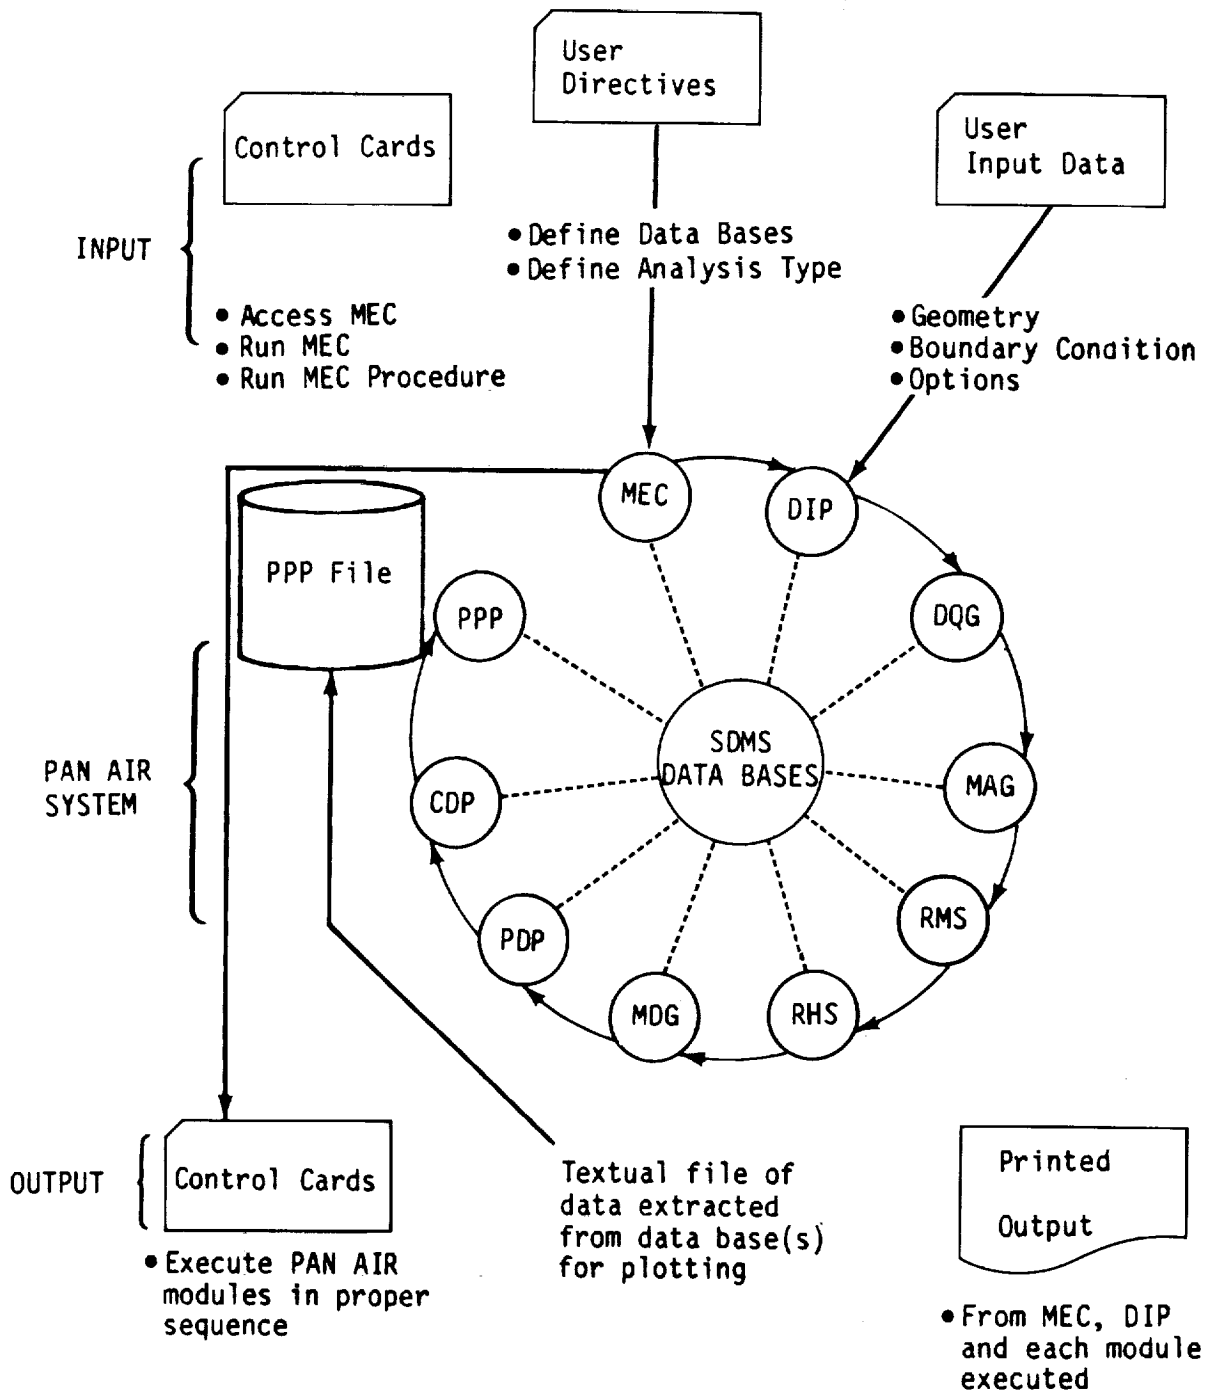 User
Directives
Control Cards
User
Input Data
INPUT
• Define Data Bases
• Define Analysis Type
• Access MEC
• Run MEC
• Run MEC Procedure
• Geometry
• Boundary Condition
• Options
MEC
DIP
PPP File
PPP
DQG
SDMS
DATA BASES
PAN AIR
SYSTEM
CDP
MAG
PDP
RMS
MDG
RHS
OUTPUT
Control Cards
• Execute PAN AIR
modules in proper
sequence
Textual file of
data extracted
from data base(s)
for plotting
Printed
Output
• From MEC, DIP
and each module
executed